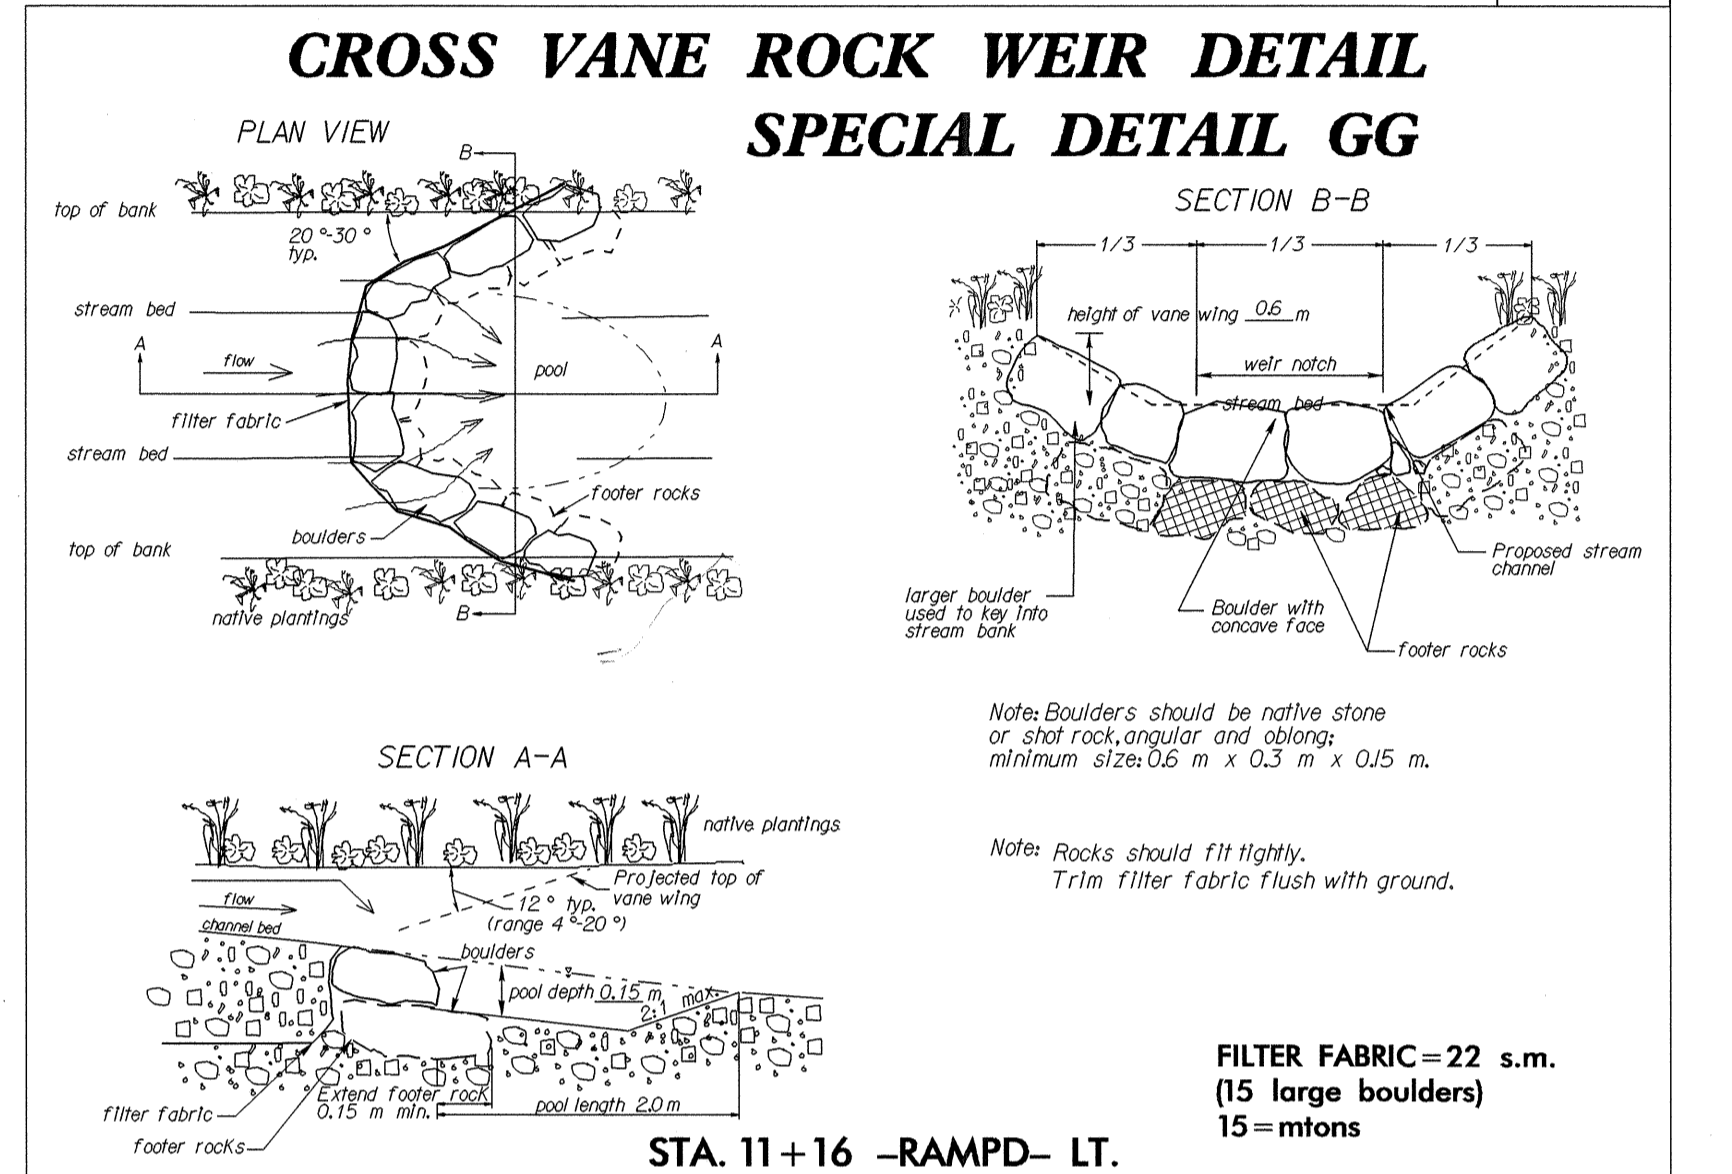 CROSS VANE ROCK WEIR DETAIL
SPECIAL DETAIL GG
PLAN VIEW
B
top of bank
20°-30°
typ.
stream bed
A
A
flow
pool
filter fabric
stream bed
footer rocks
boulders
top of bank
B
native plantings
SECTION B-B
1/3
1/3
1/3
height of vane wing 0.6 m
weir notch
stream bed
Proposed stream
channel
larger boulder
used to key into
stream bank
Boulder with
concave face
footer rocks
Note: Boulders should be native stone
or shot rock, angular and oblong;
minimum size: 0.6 m x 0.3 m x 0.15 m.
Note: Rocks should fit tightly.
Trim filter fabric flush with ground.
SECTION A-A
native plantings
Projected top of
vane wing
12° typ.
(range 4°-20°)
flow
channel bed
boulders
pool depth 0.15 m
2:1 max.
Extend footer rock
0.15 m min.
pool length 2.0 m
filter fabric
footer rocks
FILTER FABRIC=22 s.m.
(15 large boulders)
15=mtons
STA. 11+16 -RAMPD- LT.